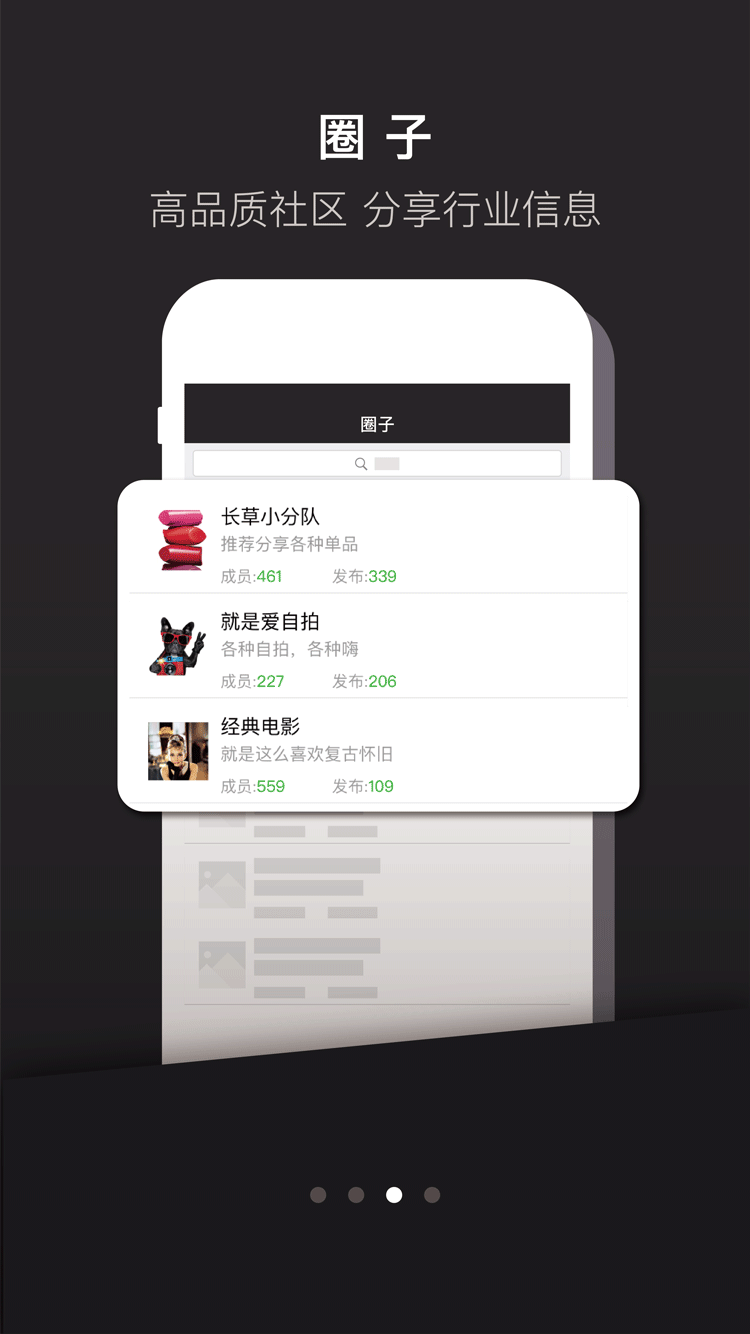 圈 子
高品质社区 分享行业信息
圈子
长草小分队
推荐分享各种单品
成员:461 发布:339
就是爱自拍
各种自拍，各种嗨
成员:227 发布:206
经典电影
就是这么喜欢复古怀旧
成员:559 发布:109